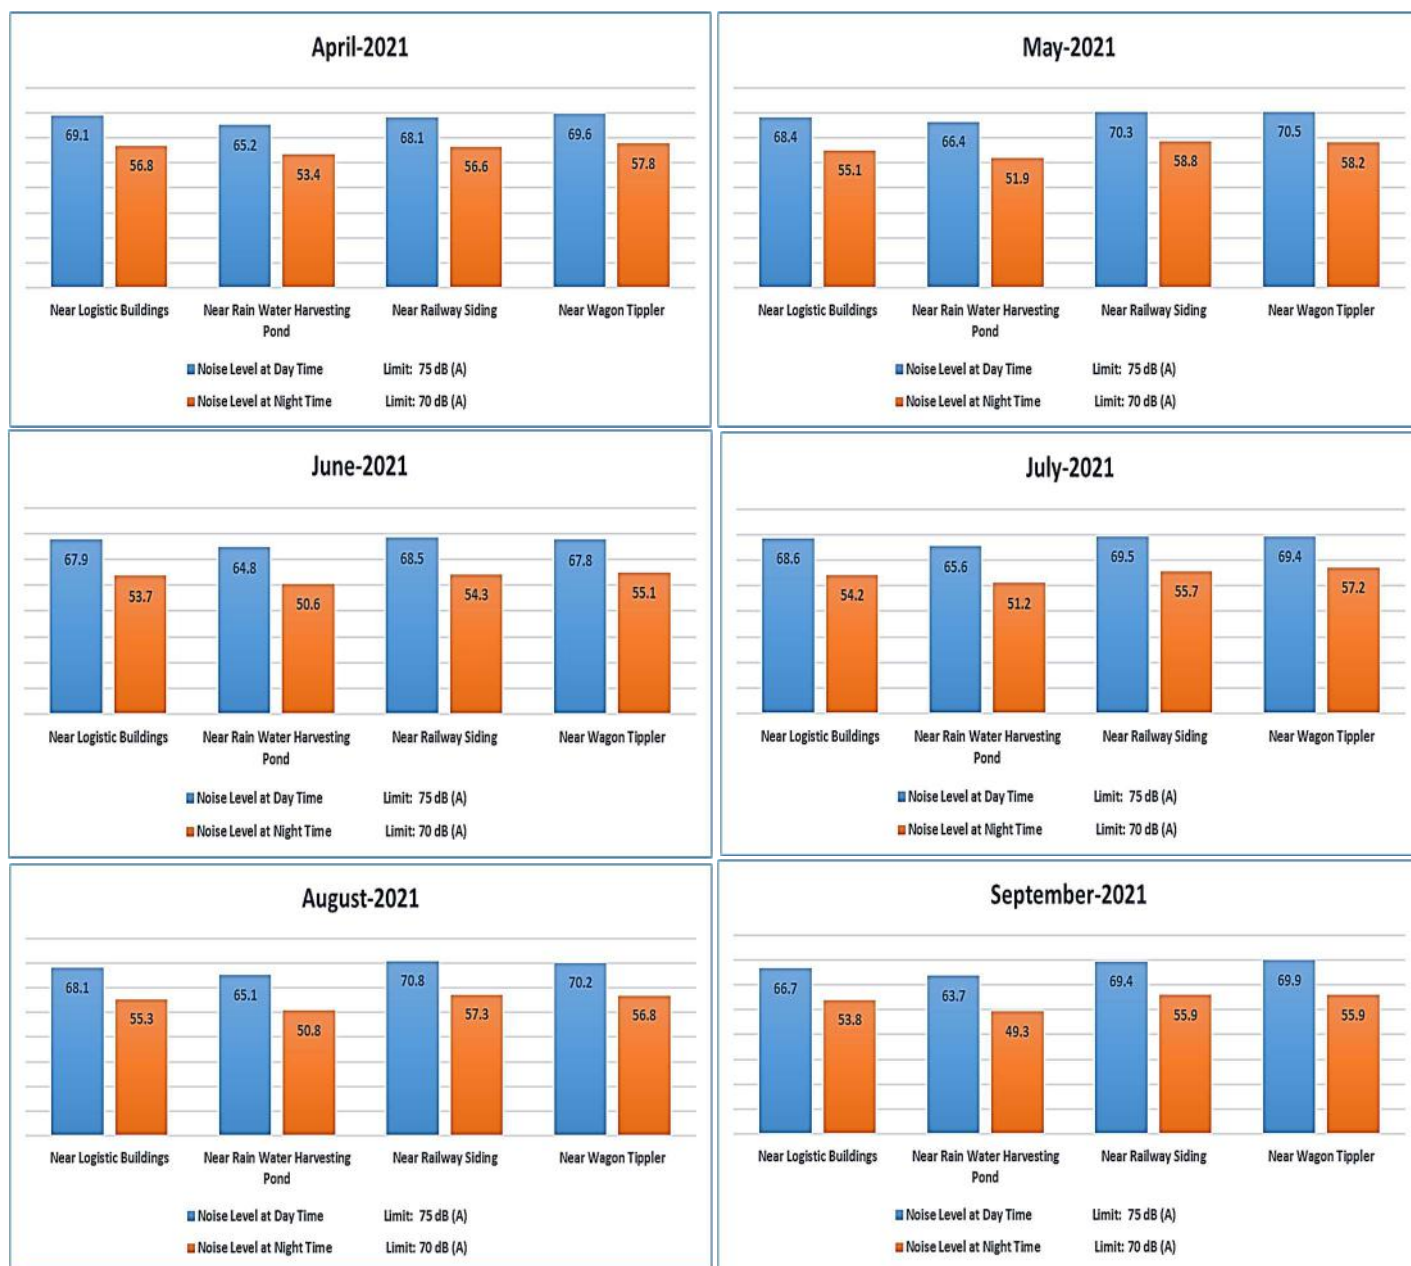 April-2021
69.1
56.8
65.2
53.4
68.1
56.6
69.6
57.8
Near Logistic Buildings
Near Rain Water Harvesting
Pond
Near Railway Siding
Near Wagon Tippler
Noise Level at Day Time Limit: 75 dB (A)
Noise Level at Night Time Limit: 70 dB (A)
May-2021
68.4
55.1
66.4
51.9
70.3
58.8
70.5
58.2
Near Logistic Buildings
Near Rain Water Harvesting
Pond
Near Railway Siding
Near Wagon Tippler
Noise Level at Day Time Limit: 75 dB (A)
Noise Level at Night Time Limit: 70 dB (A)
June-2021
67.9
53.7
64.8
50.6
68.5
54.3
67.8
55.1
Near Logistic Buildings
Near Rain Water Harvesting
Pond
Near Railway Siding
Near Wagon Tippler
Noise Level at Day Time Limit: 75 dB (A)
Noise Level at Night Time Limit: 70 dB (A)
July-2021
68.6
54.2
65.6
51.2
69.5
55.7
69.4
57.2
Near Logistic Buildings
Near Rain Water Harvesting
Pond
Near Railway Siding
Near Wagon Tippler
Noise Level at Day Time Limit: 75 dB (A)
Noise Level at Night Time Limit: 70 dB (A)
August-2021
68.1
55.3
65.1
50.8
70.8
57.3
70.2
56.8
Near Logistic Buildings
Near Rain Water Harvesting
Pond
Near Railway Siding
Near Wagon Tippler
Noise Level at Day Time Limit: 75 dB (A)
Noise Level at Night Time Limit: 70 dB (A)
September-2021
66.7
53.8
63.7
49.3
69.4
55.9
69.9
55.9
Near Logistic Buildings
Near Rain Water Harvesting
Pond
Near Railway Siding
Near Wagon Tippler
Noise Level at Day Time Limit: 75 dB (A)
Noise Level at Night Time Limit: 70 dB (A)